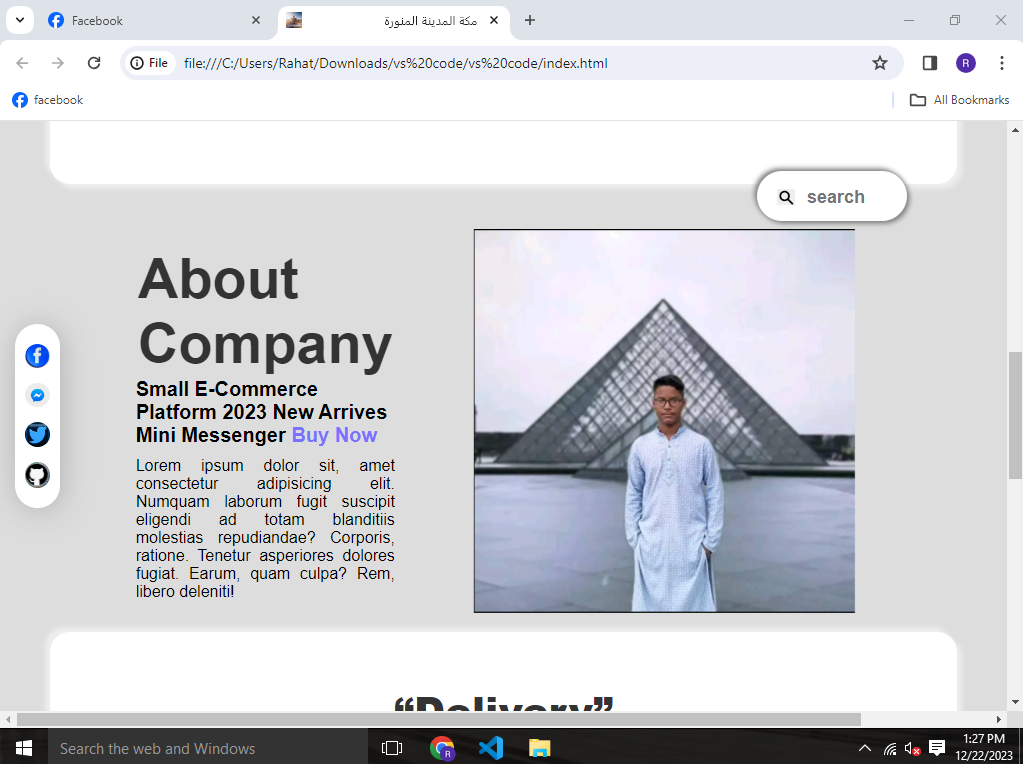 Facebook
مكة المدينة المنورة
File
file:///C:/Users/Rahat/Downloads/vs%20code/vs%20code/index.html
R
facebook
All Bookmarks
search
About
Company
Small E-Commerce
Platform 2023 New Arrives
Mini Messenger Buy Now
Lorem ipsum dolor sit, amet
consectetur adipisicing elit.
Numquam laborum fugit suscipit
eligendi ad totam blanditiis
molestias repudiandae? Corporis,
ratione. Tenetur asperiores dolores
fugiat. Earum, quam culpa? Rem,
libero deleniti!
“Delivery”
Search the web and Windows
R
1:27 PM
12/22/2023